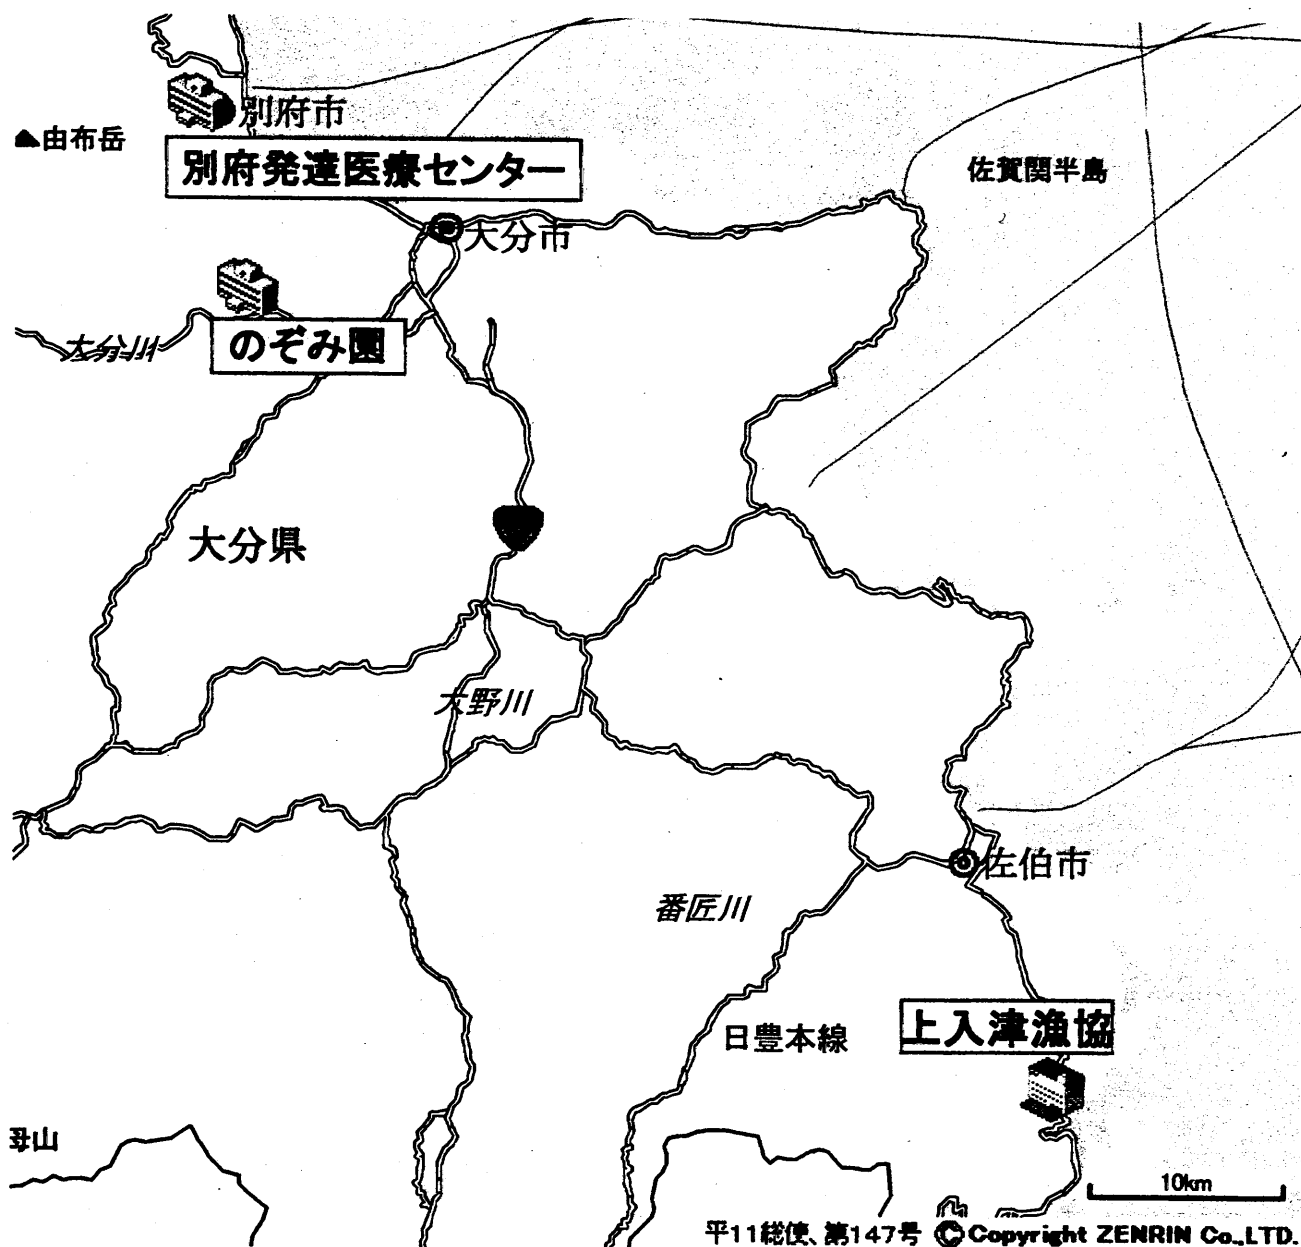 別府市
▲由布岳
別府発達医療センター
佐賀関半島
大分市
大分川
のぞみ園
大分県
大野川
佐伯市
番匠川
上入津漁協
日豊本線
母山
10km
平11総使、第147号 ©Copyright ZENRIN Co.,LTD.